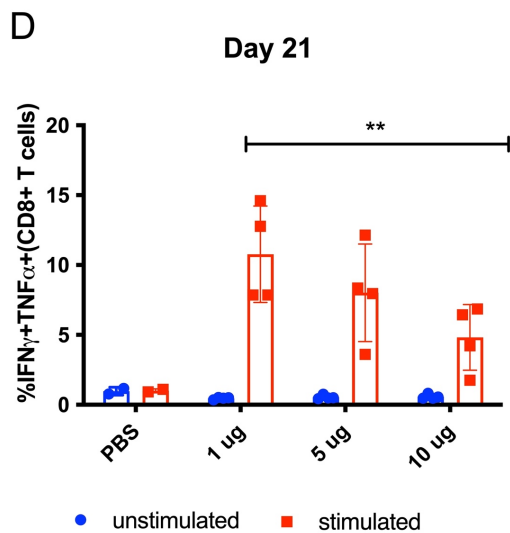 D
Day 21
%IFNγ+TNFα+(CD8+ T cells)
20
**
15
10
5
0
PBS
1 ug
5 ug
10 ug
unstimulated
stimulated